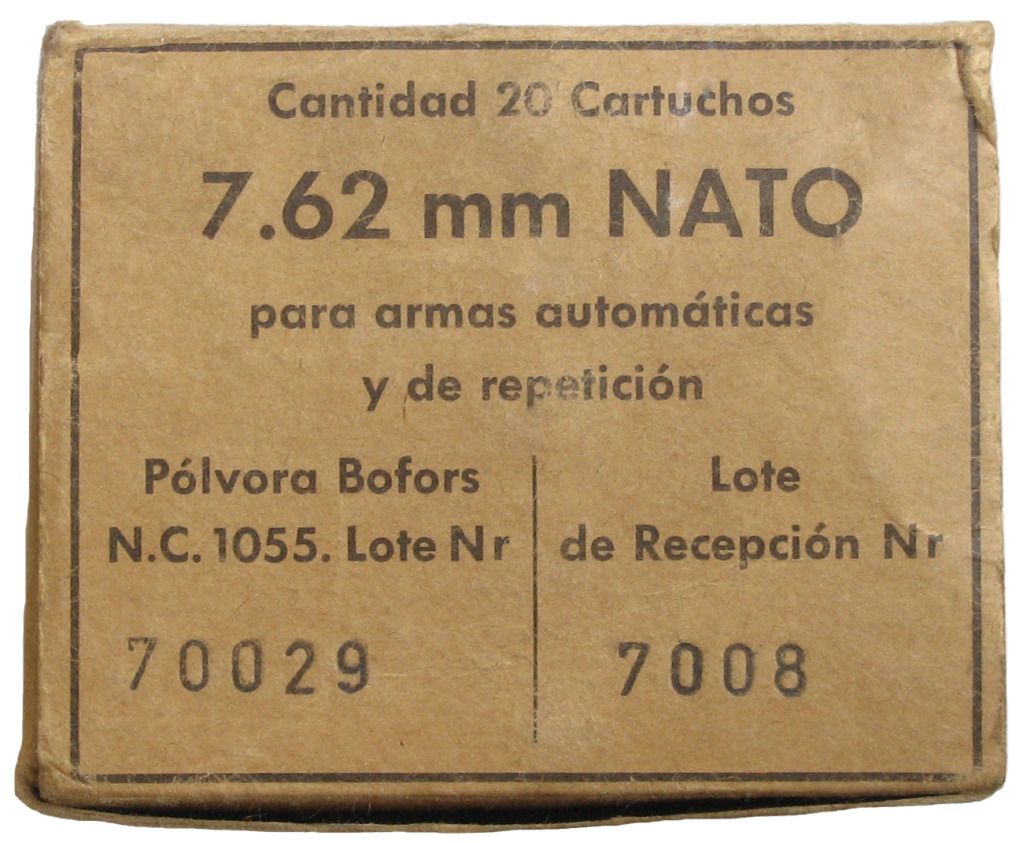 Cantidad 20 Cartuchos
7.62 mm NATO
para armas automáticas
y de repetición
Pólvora Bofors
N.C. 1055. Lote Nr
70029
Lote
de Recepción Nr
7008